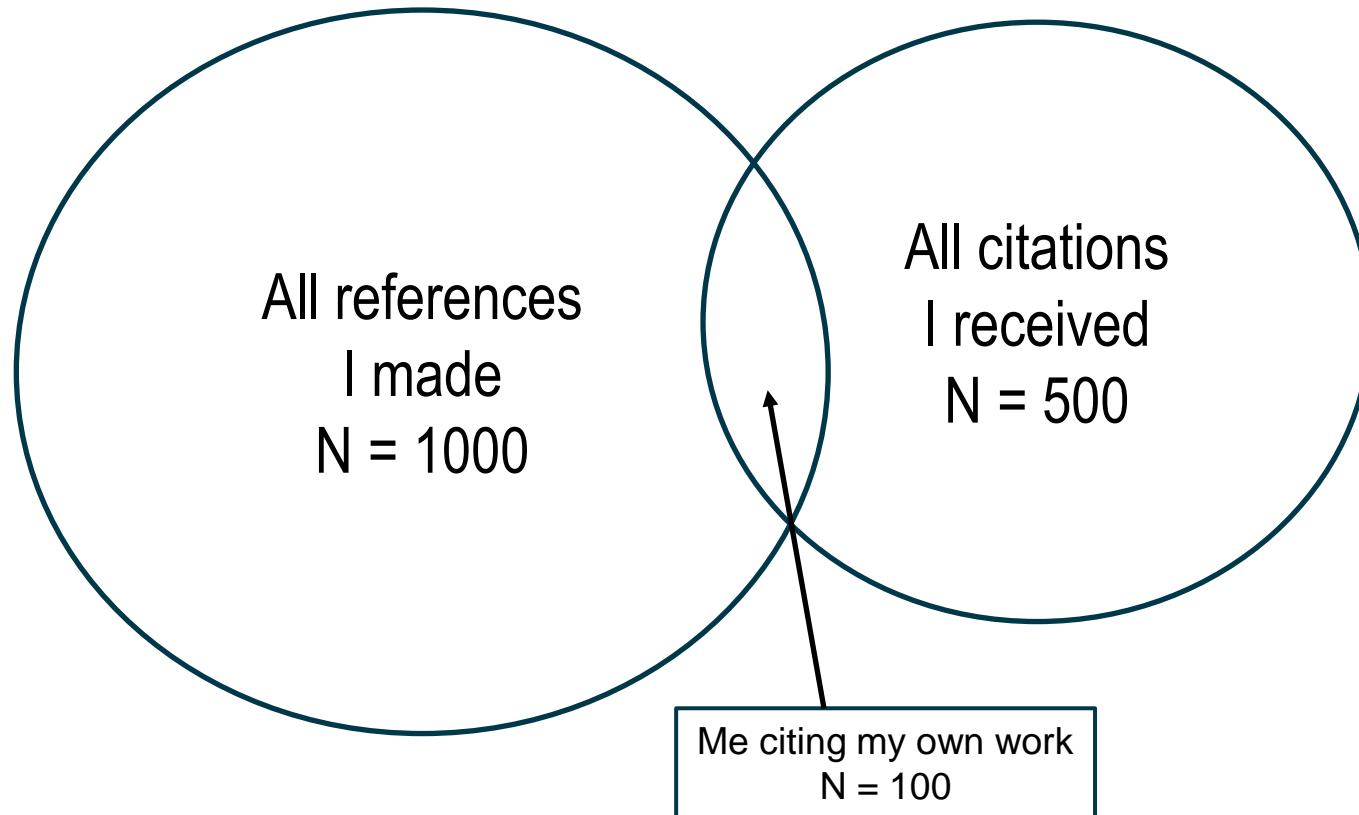 All references
I made
N = 1000
All citations
I received
N = 500
Me citing my own work
N = 100